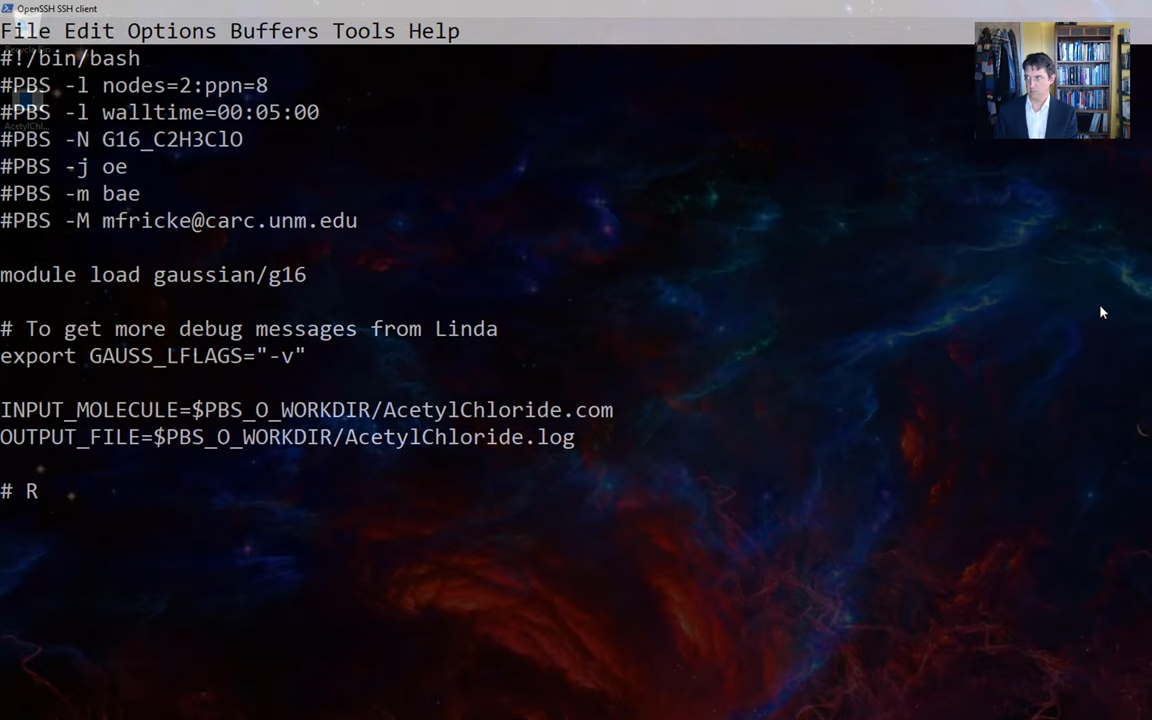 OpenSSH SSH client
File Edit Options Buffers Tools Help
#!/bin/bash
#PBS -l nodes=2:ppn=8
#PBS -l walltime=00:05:00
#PBS -N G16_C2H3ClO
#PBS -j oe
#PBS -m bae
#PBS -M mfricke@carc.unm.edu
module load gaussian/g16
# To get more debug messages from Linda
export GAUSS_LFLAGS="-v"
INPUT_MOLECULE=$PBS_O_WORKDIR/AcetylChloride.com
OUTPUT_FILE=$PBS_O_WORKDIR/AcetylChloride.log
# R